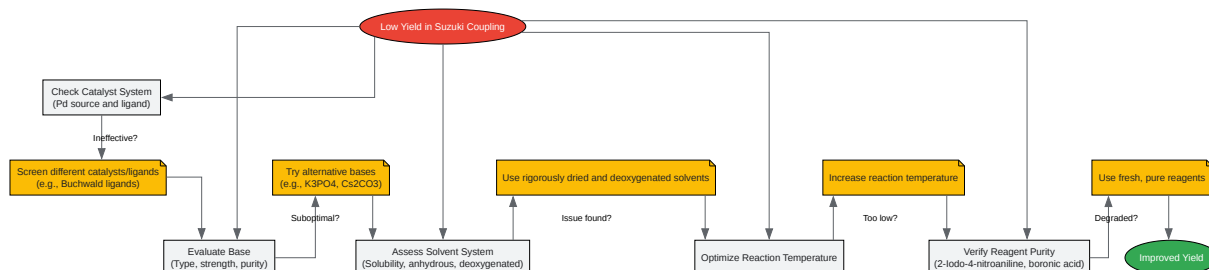 Low Yield in Suzuki Coupling
Check Catalyst System
(Pd source and ligand)
Ineffective?
Screen different catalysts/ligands
(e.g., Buchwald ligands)
Try alternative bases
(e.g., K3PO4, Cs2CO3)
Use rigorously dried and deoxygenated solvents
Increase reaction temperature
Use fresh, pure reagents
Suboptimal?
Issue found?
Too low?
Degraded?
Evaluate Base
(Type, strength, purity)
Assess Solvent System
(Solubility, anhydrous, deoxygenated)
Optimize Reaction Temperature
Verify Reagent Purity
(2-Iodo-4-nitroaniline, boronic acid)
Improved Yield